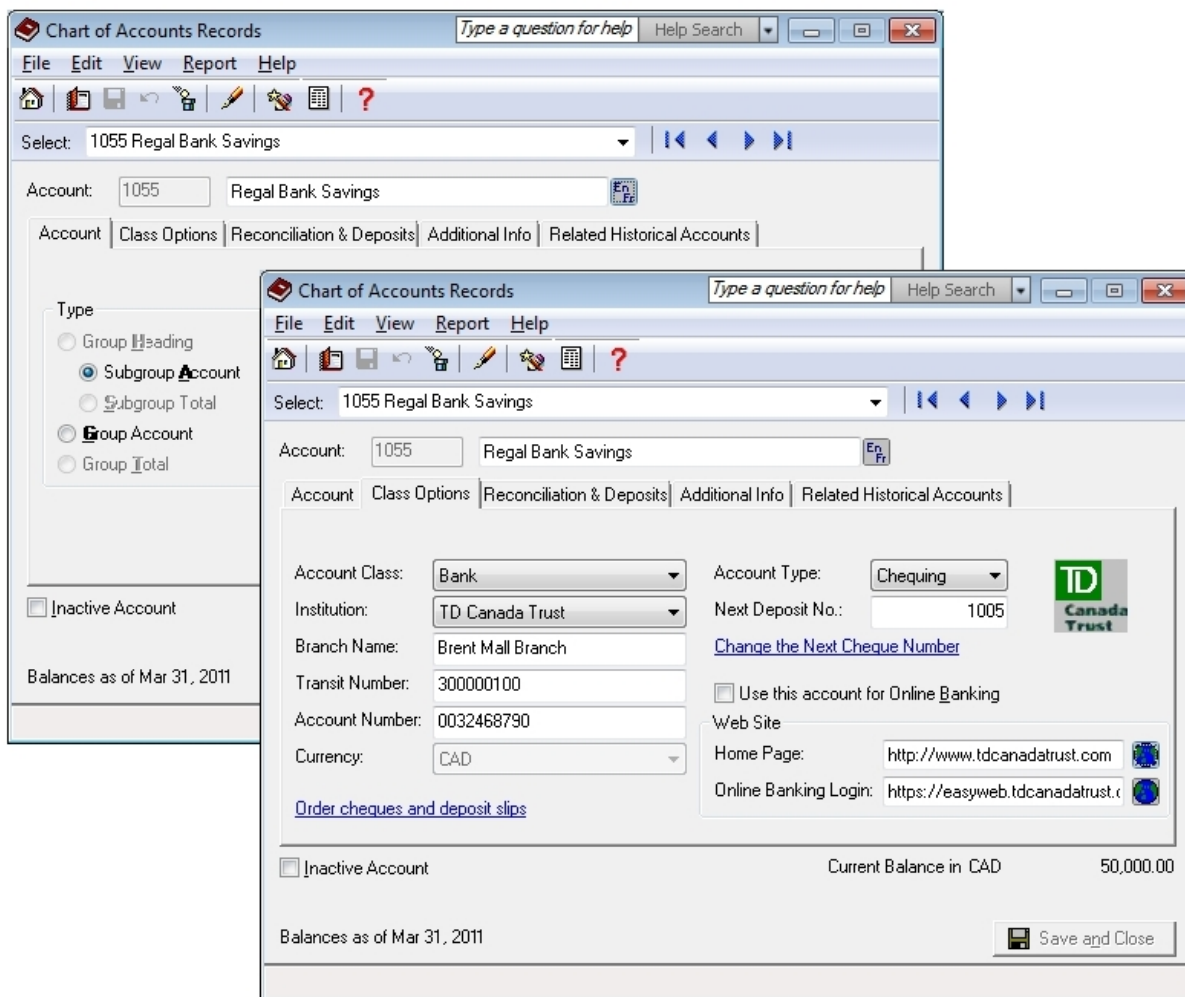 Chart of Accounts Records Type a question for help Help Search
File Edit View Report Help
Select: 1055 Regal Bank Savings
Account: 1055 Regal Bank Savings En Fr
Account Class Options Reconciliation & Deposits Additional Info Related Historical Accounts
Type
Group Heading
Subgroup Account
Subgroup Total
Group Account
Group Total
Inactive Account
Balances as of Mar 31, 2011
Chart of Accounts Records Type a question for help Help Search
File Edit View Report Help
Select: 1055 Regal Bank Savings
Account: 1055 Regal Bank Savings En Fr
Account Class Options Reconciliation & Deposits Additional Info Related Historical Accounts
Account Class: Bank
Institution: TD Canada Trust
Branch Name: Brent Mall Branch
Transit Number: 300000100
Account Number: 0032468790
Currency: CAD
Order cheques and deposit slips
Account Type: Chequing
Next Deposit No.: 1005
Change the Next Cheque Number
TD
Canada
Trust
Use this account for Online Banking
Web Site
Home Page: http://www.tdcanadatrust.com
Online Banking Login: https://easyweb.tdcanadatrust.c
Inactive Account
Current Balance in CAD 50,000.00
Balances as of Mar 31, 2011
Save and Close